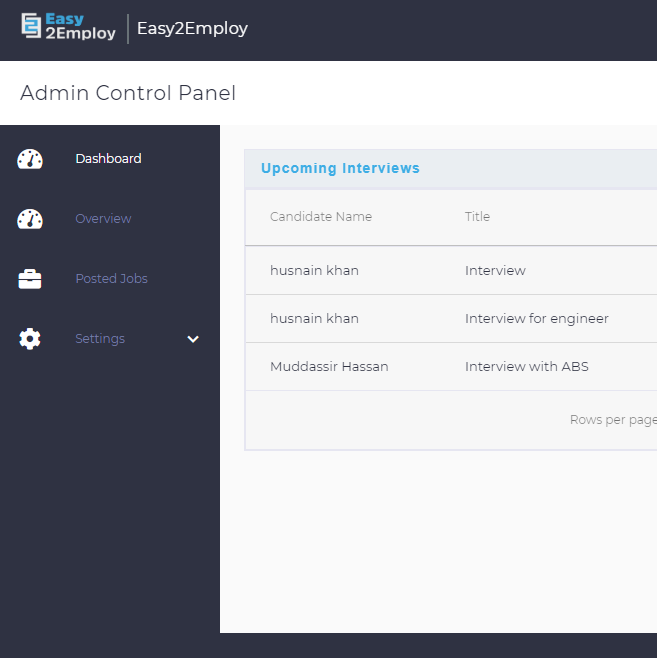 Easy
2Employ
Easy2Employ
Admin Control Panel
Dashboard
Overview
Posted Jobs
Settings
Upcoming Interviews
Candidate Name Title
husnain khan Interview
husnain khan Interview for engineer
Muddassir Hassan Interview with ABS
Rows per page